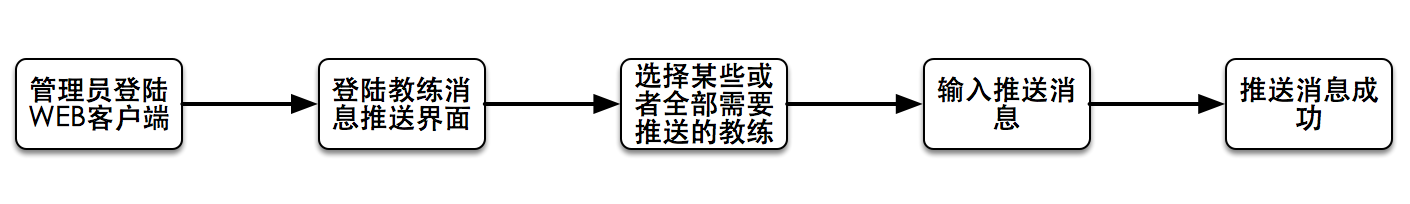 管理员登陆
WEB客户端
登陆教练消
息推送界面
选择某些或
者全部需要
推送的教练
输入推送消
息
推送消息成
功